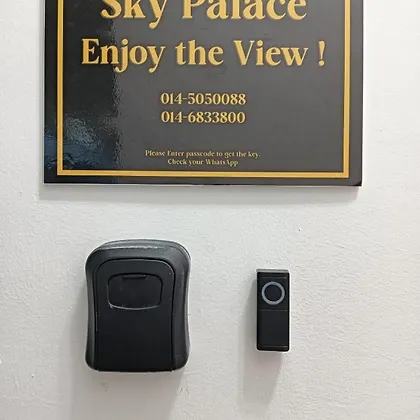 Sky Palace
Enjoy the View !
014-5050088
014-6833800
Please Enter passcode to get the key.
Check your WhatsApp